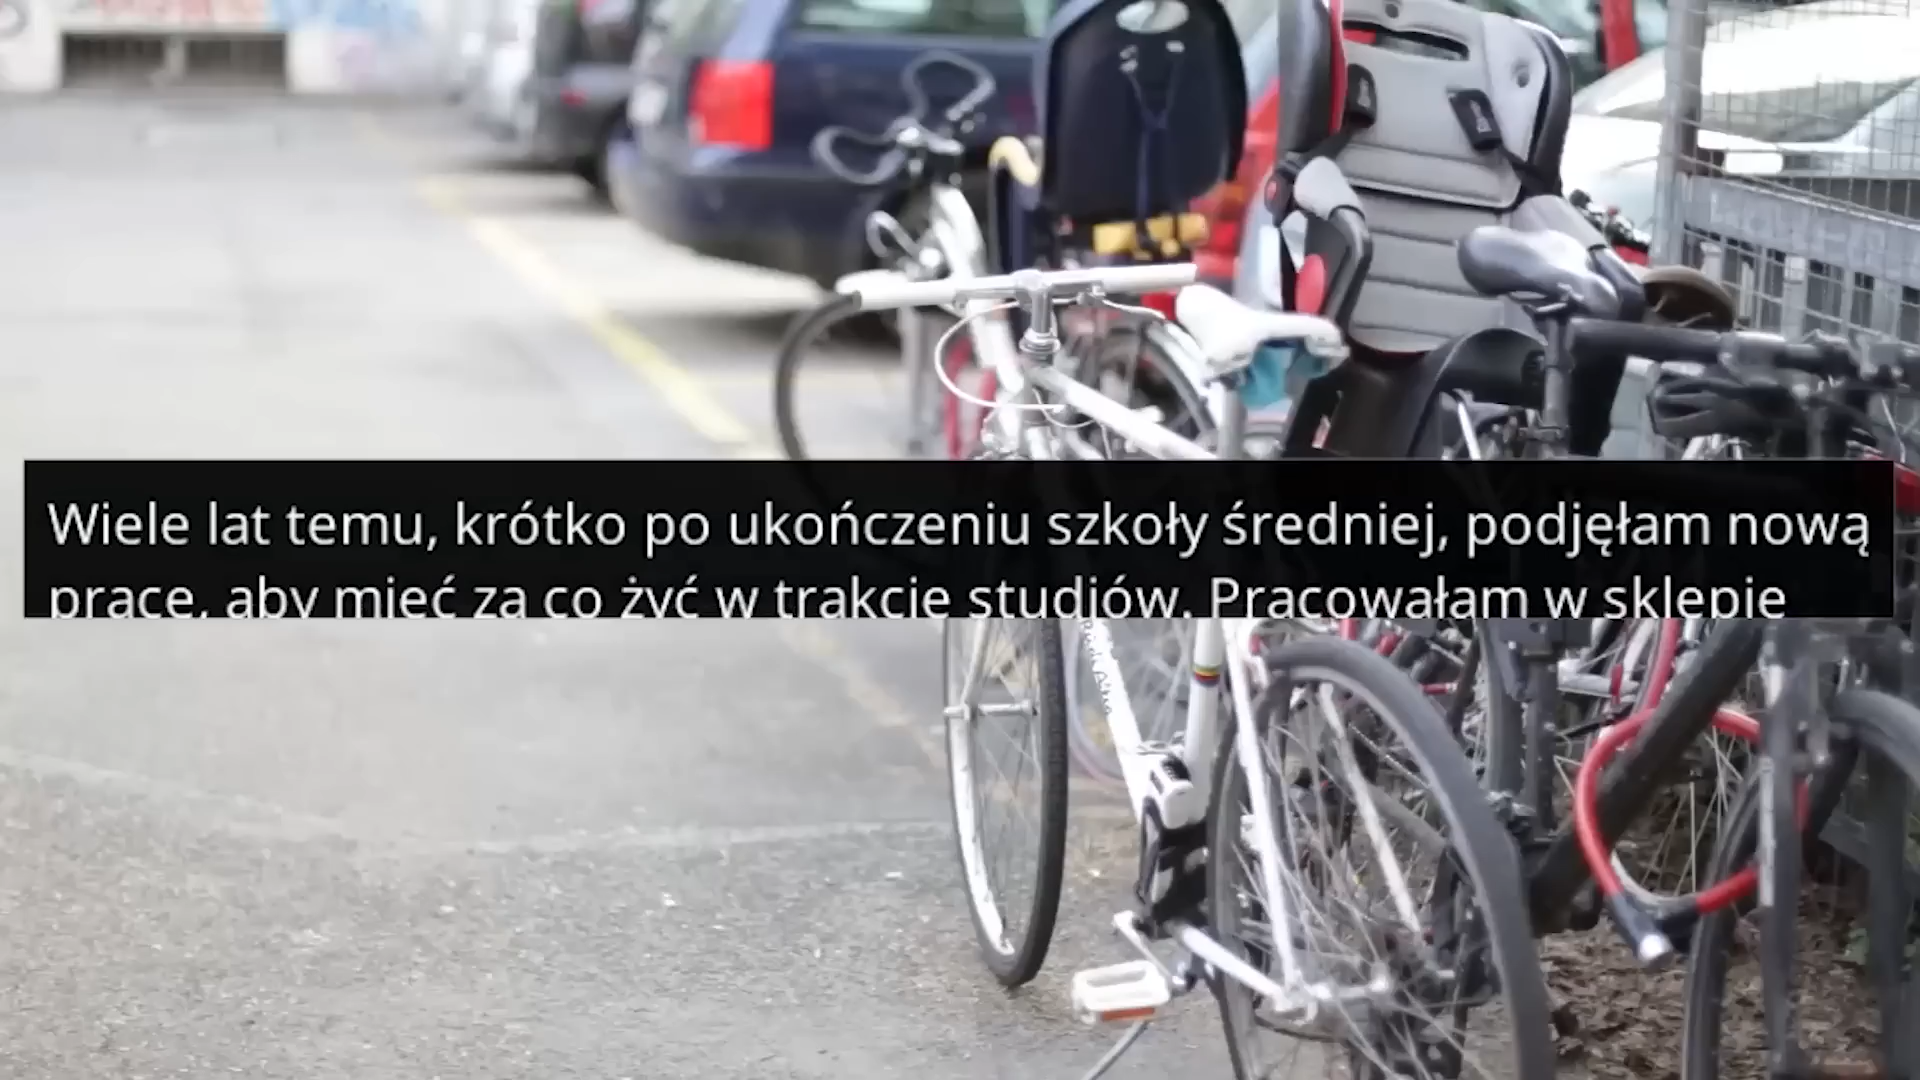 Wiele lat temu, krótko po ukończeniu szkoły średniej, podjęłam nową
pracę, aby mieć za co żyć w trakcie studiów. Pracowałam w sklepie